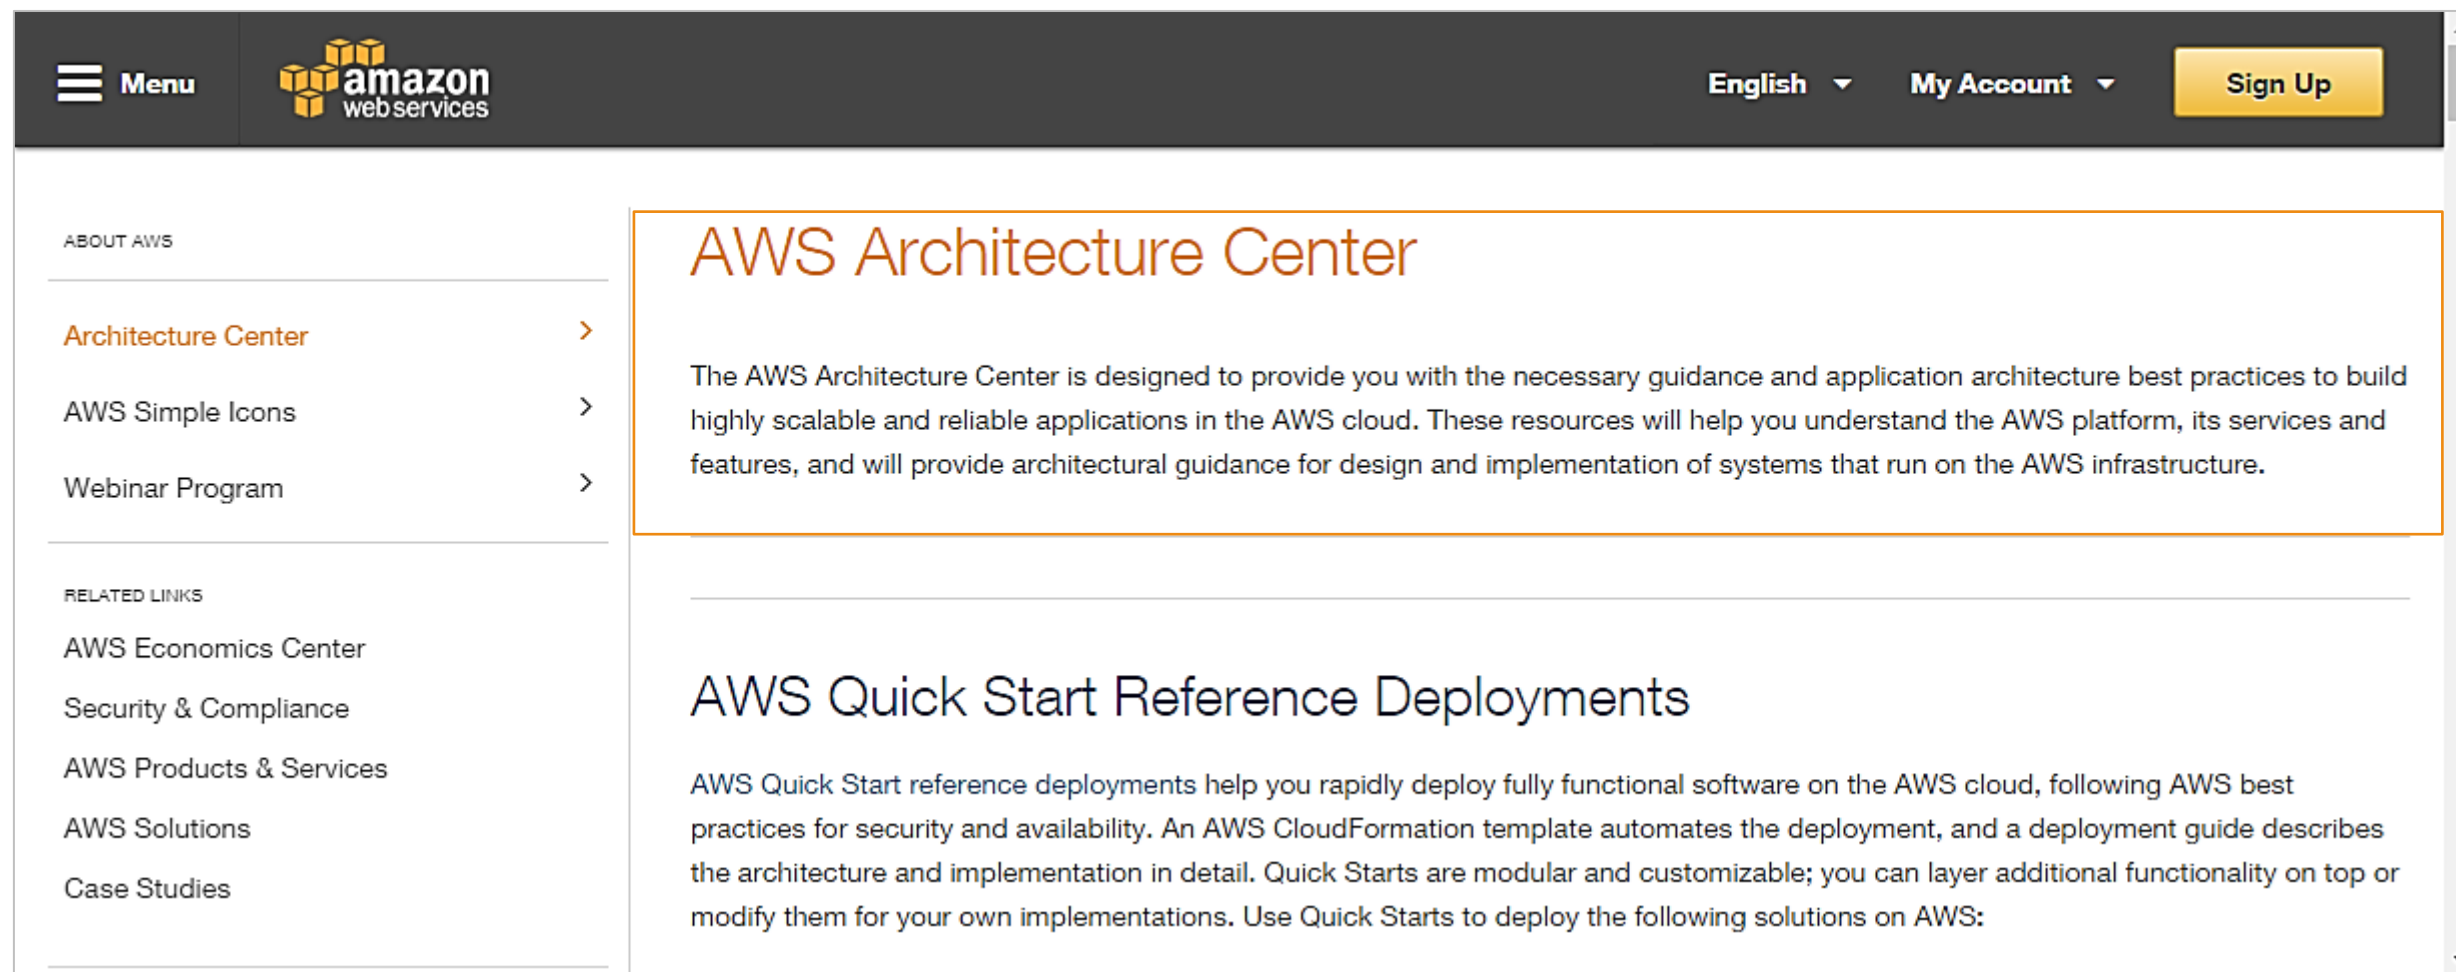 Menu
amazon
webservices
English
My Account
Sign Up
ABOUT AWS
Architecture Center
AWS Simple Icons
Webinar Program
RELATED LINKS
AWS Economics Center
Security & Compliance
AWS Products & Services
AWS Solutions
Case Studies
AWS Architecture Center
The AWS Architecture Center is designed to provide you with the necessary guidance and application architecture best practices to build
highly scalable and reliable applications in the AWS cloud. These resources will help you understand the AWS platform, its services and
features, and will provide architectural guidance for design and implementation of systems that run on the AWS infrastructure.
AWS Quick Start Reference Deployments
AWS Quick Start reference deployments help you rapidly deploy fully functional software on the AWS cloud, following AWS best
practices for security and availability. An AWS CloudFormation template automates the deployment, and a deployment guide describes
the architecture and implementation in detail. Quick Starts are modular and customizable; you can layer additional functionality on top or
modify them for your own implementations. Use Quick Starts to deploy the following solutions on AWS: